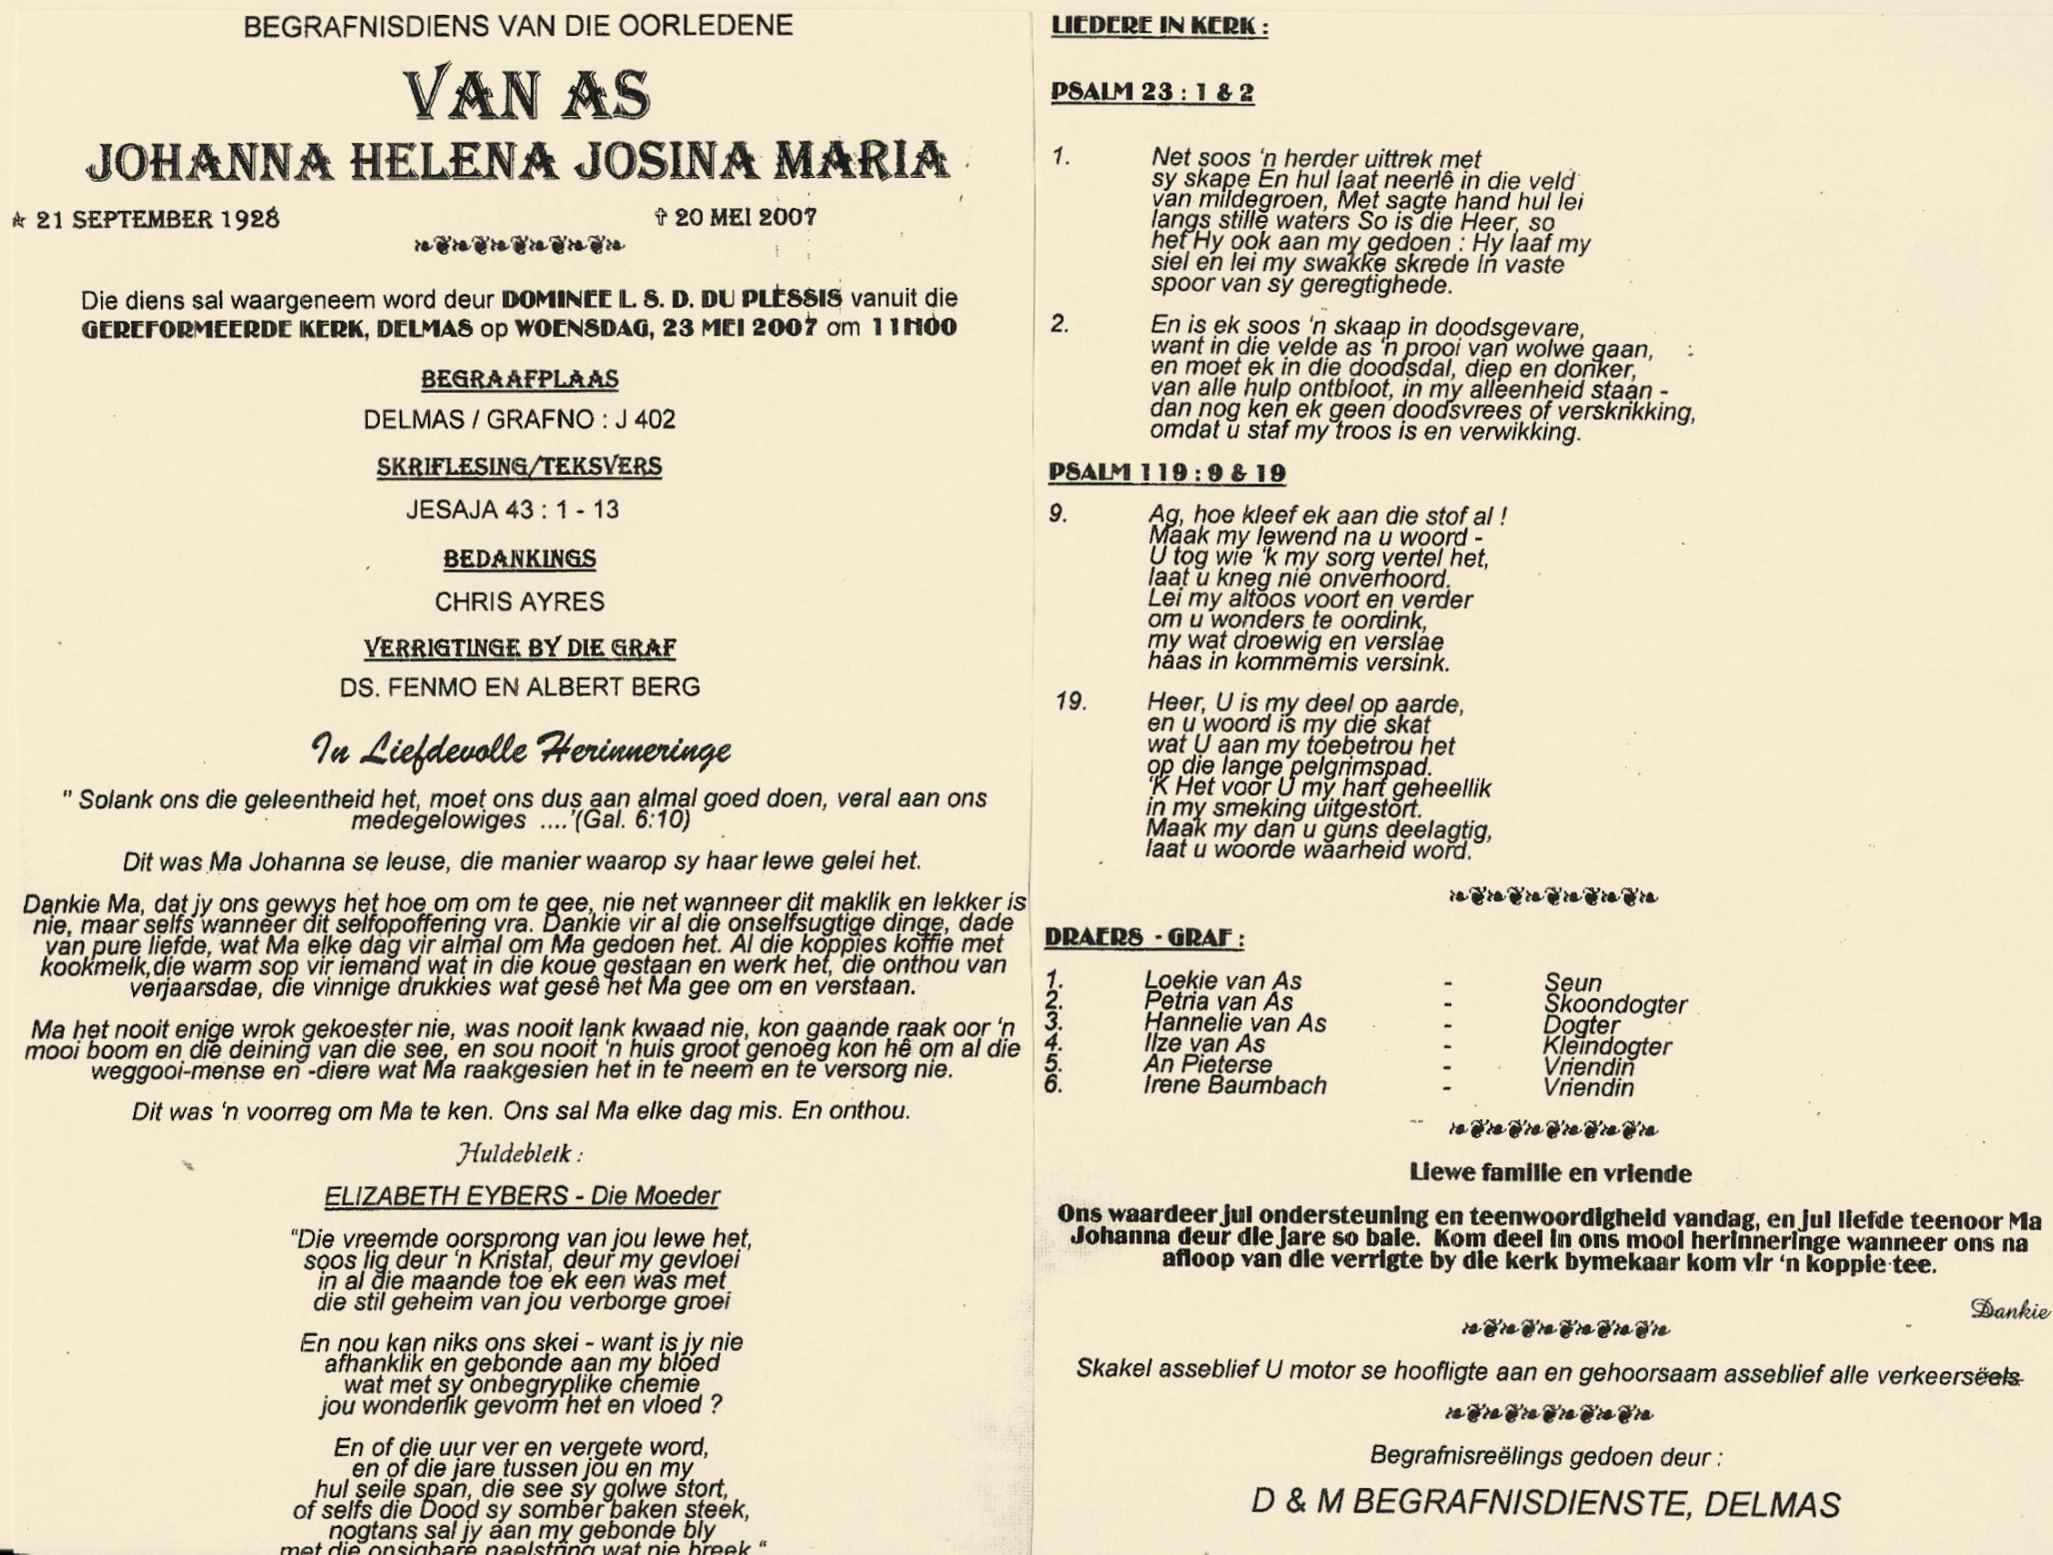 BEGRAFNISDIENS VAN DIE OORLEDENE
VAN AS
JOHANNA HELENA JOSINA MARIA
* 21 SEPTEMBER 1928
✞ 20 MEI 2007
Die diens sal waargeneem word deur DOMINEE L. S. D. DU PLESSIS vanuit die
GEREFORMEERDE KERK, DELMAS op WOENSDAG, 23 MEI 2007 om 11H00
BEGRAAFPLAAS
DELMAS / GRAFNO : J 402
SKRIFLESING/TEKSVERS
JESAJA 43 : 1 - 13
BEDANKINGS
CHRIS AYRES
VERRIGTINGE BY DIE GRAF
DS. FENMO EN ALBERT BERG
In Liefdevolle Herinneringe
" Solank ons die geleentheid het, moet ons dus aan almal goed doen, veral aan ons
medegelowiges ....'(Gal. 6:10)
Dit was Ma Johanna se leuse, die manier waarop sy haar lewe gelei het.
Dankie Ma, dat jy ons gewys het hoe om om te gee, nie net wanneer dit maklik en lekker is
nie, maar selfs wanneer dit selfopoffering vra. Dankie vir al die onselfsugtige dinge, dade
van pure liefde, wat Ma elke dag vir almal om Ma gedoen het. Al die koppies koffie met
kookmelk,die warm sop vir iemand wat in die koue gestaan en werk het, die onthou van
verjaarsdae, die vinnige drukkies wat gesê het Ma gee om en verstaan.
Ma het nooit enige wrok gekoester nie, was nooit lank kwaad nie, kon gaande raak oor 'n
mooi boom en die deining van die see, en sou nooit 'n huis groot genoeg kon hê om al die
weggooi-mense en -diere wat Ma raakgesien het in te neem en te versorg nie.
Dit was 'n voorreg om Ma te ken. Ons sal Ma elke dag mis. En onthou.
Huldebleik :
ELIZABETH EYBERS - Die Moeder
"Die vreemde oorsprong van jou lewe het,
soos lig deur 'n Kristal, deur my gevloei
in al die maande toe ek een was met
die stil geheim van jou verborge groei
En nou kan niks ons skei - want is jy nie
afhanklik en gebonde aan my bloed
wat met sy onbegryplike chemie
jou wonderlik gevorm het en vloed ?
En of die uur ver en vergete word,
en of die jare tussen jou en my
hul seile span, die see sy golwe stort,
of selfs die Dood sy somber baken steek,
nogtans sal jy aan my gebonde bly
met die onsigbare naelstring wat nie breek."
LIEDERE IN KERK :
PSALM 23 : 1 & 2
1. Net soos 'n herder uittrek met
sy skape En hul laat neerlê in die veld
van mildegroen, Met sagte hand hul lei
langs stille waters So is die Heer, so
het Hy ook aan my gedoen : Hy laaf my
siel en lei my swakke skrede In vaste
spoor van sy geregtighede.
2. En is ek soos 'n skaap in doodsgevare,
want in die velde as 'n prooi van wolwe gaan,
en moet ek in die doodsdal, diep en donker,
van alle hulp ontbloot, in my alleenheid staan -
dan nog ken ek geen doodsvrees of verskrikking,
omdat u staf my troos is en verwikking.
PSALM 119 : 9 & 19
9. Ag, hoe kleef ek aan die stof al !
Maak my lewend na u woord -
U tog wie 'k my sorg vertel het,
laat u kneg nie onverhoord.
Lei my altoos voort en verder
om u wonders te oordink,
my wat droewig en verslae
haas in kommernis versink.
19. Heer, U is my deel op aarde,
en u woord is my die skat
wat U aan my toebetrou het
op die lange pelgrimspad.
'K Het voor U my hart geheellik
in my smeking uitgestort.
Maak my dan u guns deelagtig,
laat u woorde waarheid word.
DRAERS - GRAF :
1. Loekie van As - Seun
2. Petria van As - Skoondogter
3. Hannelie van As - Dogter
4. Ilze van As - Kleindogter
5. An Pieterse - Vriendin
6. Irene Baumbach - Vriendin
Liewe familie en vriende
Ons waardeer jul ondersteuning en teenwoordigheid vandag, en jul liefde teenoor Ma
Johanna deur die jare so baie. Kom deel in ons mooi herinneringe wanneer ons na
afloop van die verrigte by die kerk bymekaar kom vir 'n koppie tee.
Dankie
Skakel asseblief U motor se hoofligte aan en gehoorsaam asseblief alle
Begrafnisreëlings gedoen deur :
D & M BEGRAFNISDIENSTE, DELMAS